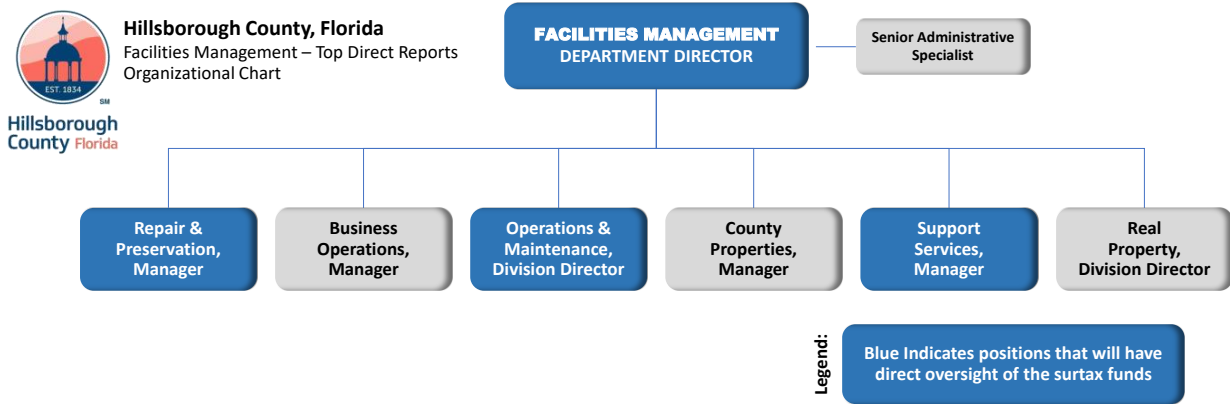 Hillsborough County, Florida
Facilities Management – Top Direct Reports
Organizational Chart
EST. 1834
SM
Hillsborough
County Florida
FACILITIES MANAGEMENT
DEPARTMENT DIRECTOR
Senior Administrative
Specialist
Repair &
Preservation,
Manager
Business
Operations,
Manager
Operations &
Maintenance,
Division Director
County
Properties,
Manager
Support
Services,
Manager
Real
Property,
Division Director
Legend:
Blue Indicates positions that will have
direct oversight of the surtax funds